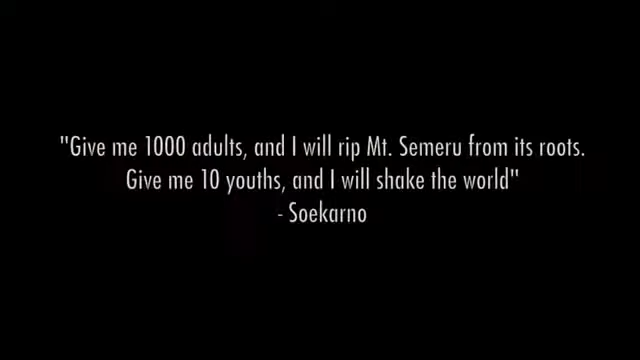 "Give me 1000 adults, and I will rip Mt. Semeru from its roots.
Give me 10 youths, and I will shake the world"
- Soekarno